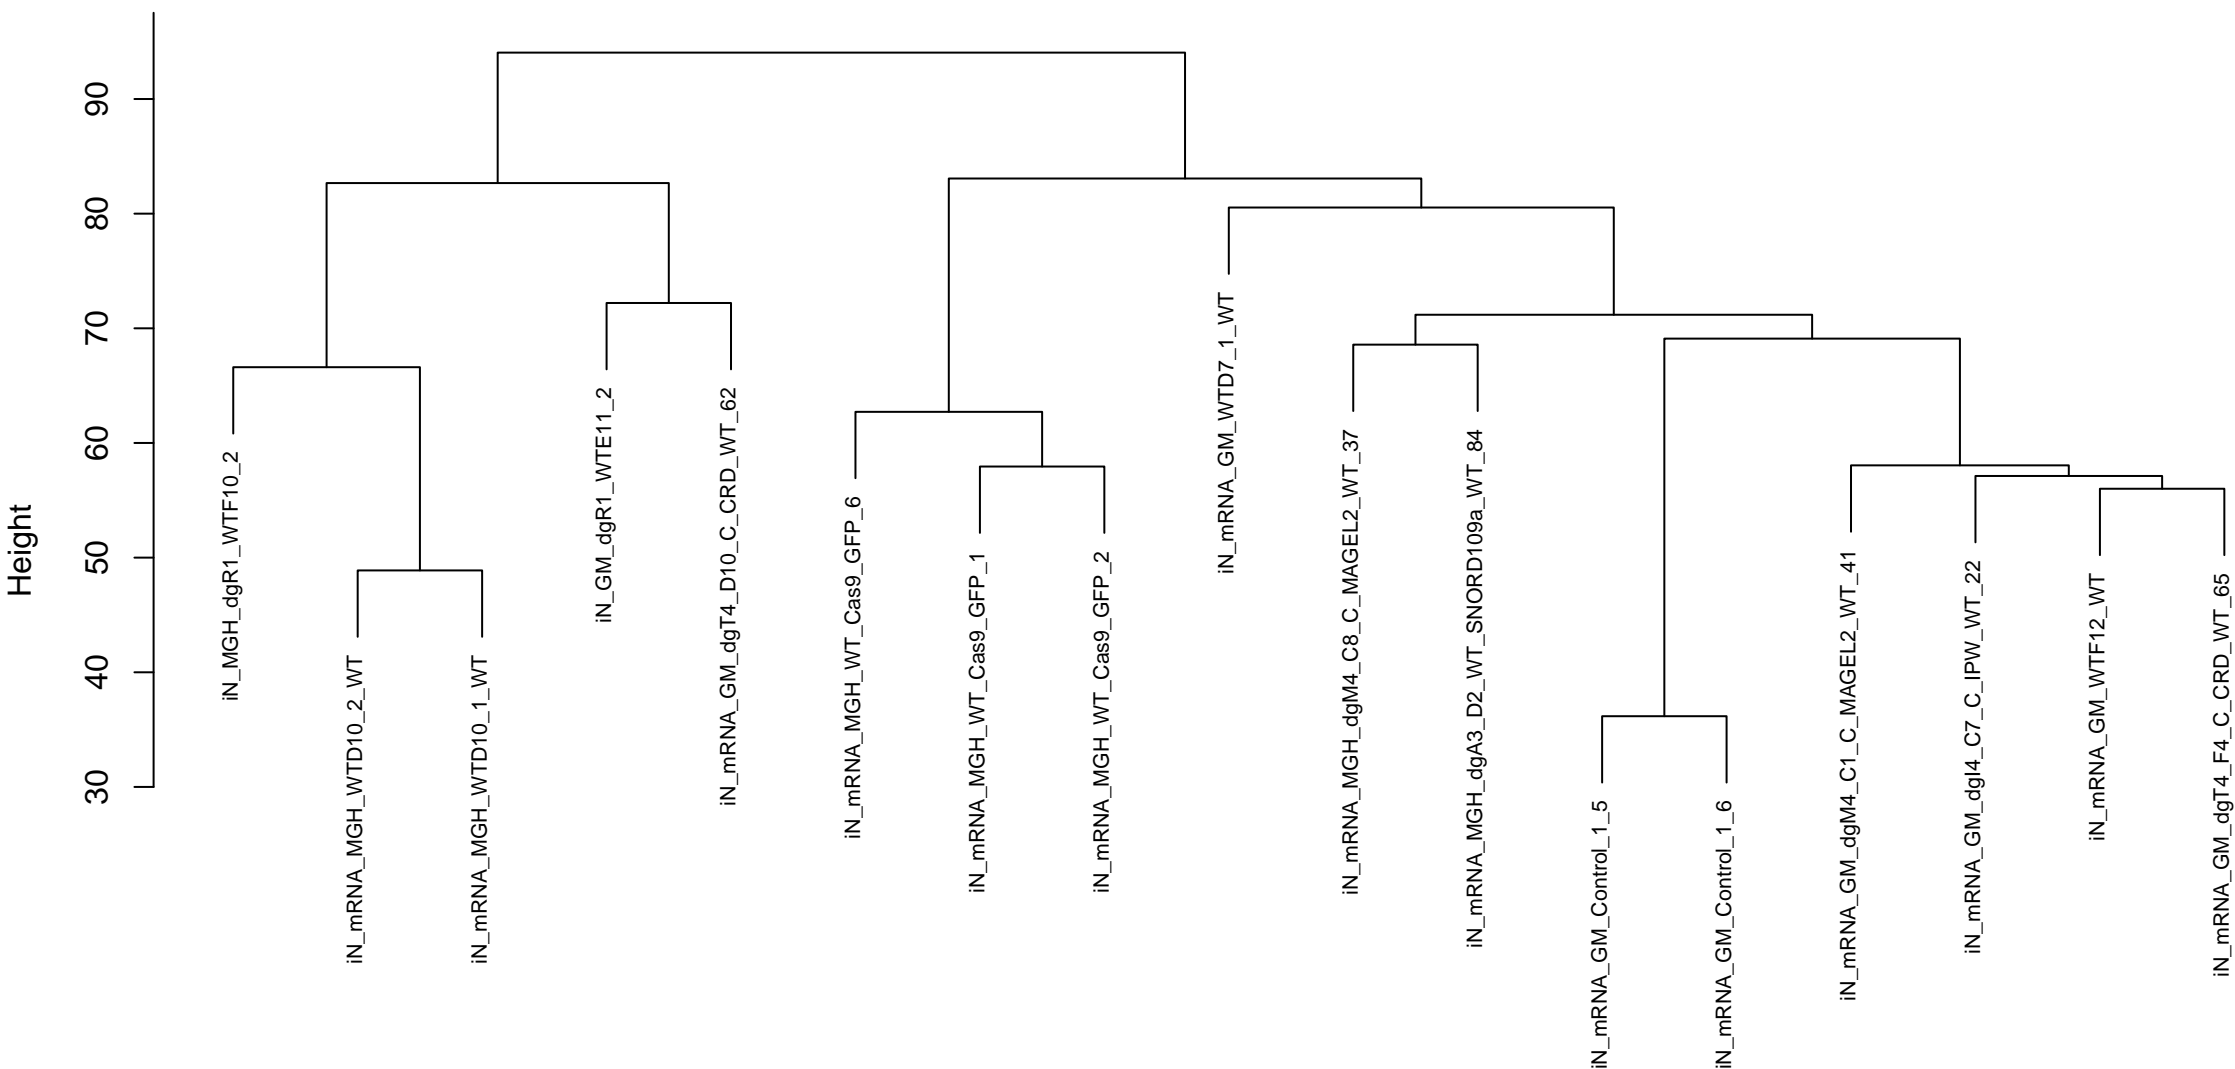 Height
90
80
70
60
50
40
30
iN_MGH_dgR1_WTF10_2
iN_mRNA_MGH_WTD10_2_WT
iN_mRNA_MGH_WTD10_1_WT
iN_GM_dgR1_WTE11_2
iN_mRNA_GM_dgT4_D10_C_CRD_WT_62
iN_mRNA_MGH_WT_Cas9_GFP_6
iN_mRNA_MGH_WT_Cas9_GFP_1
iN_mRNA_MGH_WT_Cas9_GFP_2
iN_mRNA_GM_WTD7_1_WT
iN_mRNA_MGH_dgM4_C8_C_MAGEL2_WT_37
iN_mRNA_MGH_dgA3_D2_WT_SNORD109a_WT_84
iN_mRNA_GM_Control_1_5
iN_mRNA_GM_Control_1_6
iN_mRNA_GM_dgM4_C1_C_MAGEL2_WT_41
iN_mRNA_GM_dgI4_C7_C_IPW_WT_22
iN_mRNA_GM_WTF12_WT
iN_mRNA_GM_dgT4_F4_C_CRD_WT_65